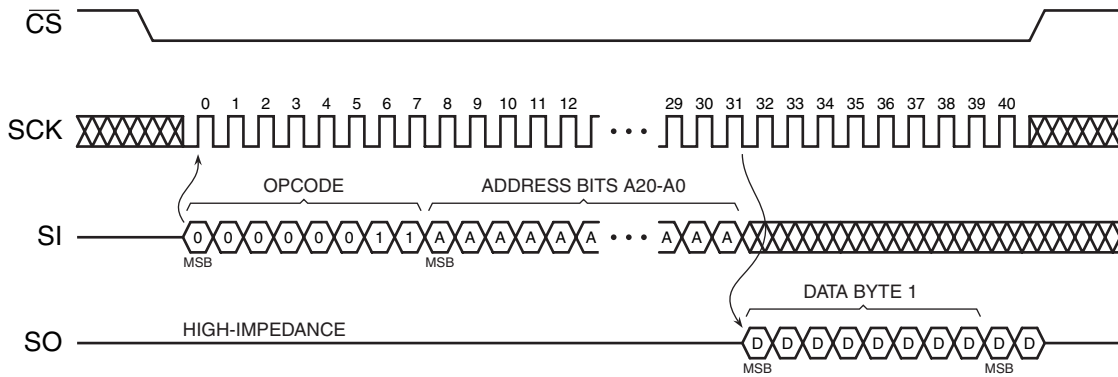 CS
0 1 2 3 4 5 6 7 8 9 10 11 12 29 30 31 32 33 34 35 36 37 38 39 40
SCK
OPCODE ADDRESS BITS A20-A0
SI 0 0 0 0 0 0 1 1 A A A A A A A A A
MSB MSB
DATA BYTE 1
HIGH-IMPEDANCE
SO D D D D D D D D D D
MSB MSB